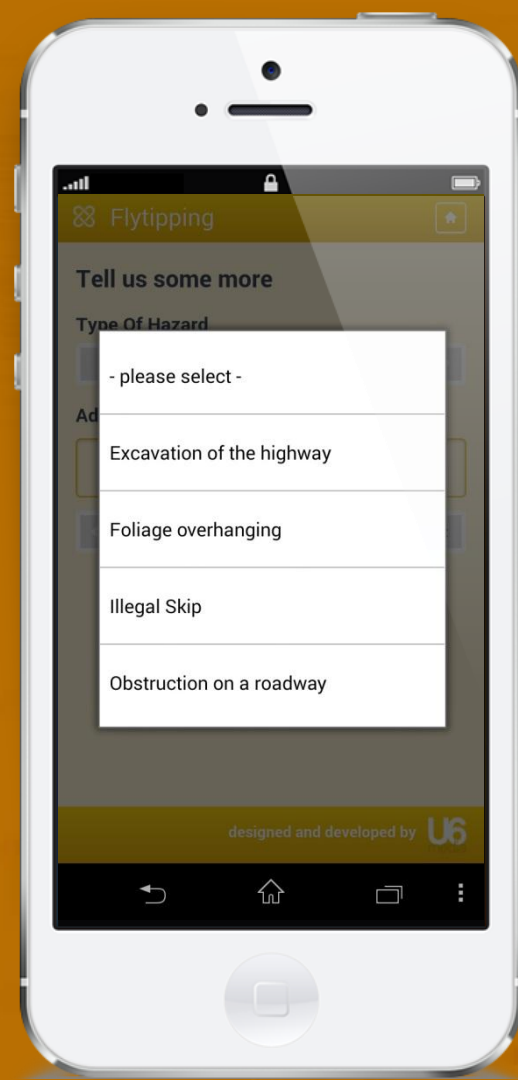 Flytipping
Tell us some more
Type Of Hazard
Ad
- please select -
Excavation of the highway
Foliage overhanging
Illegal Skip
Obstruction on a roadway
designed and developed by U6